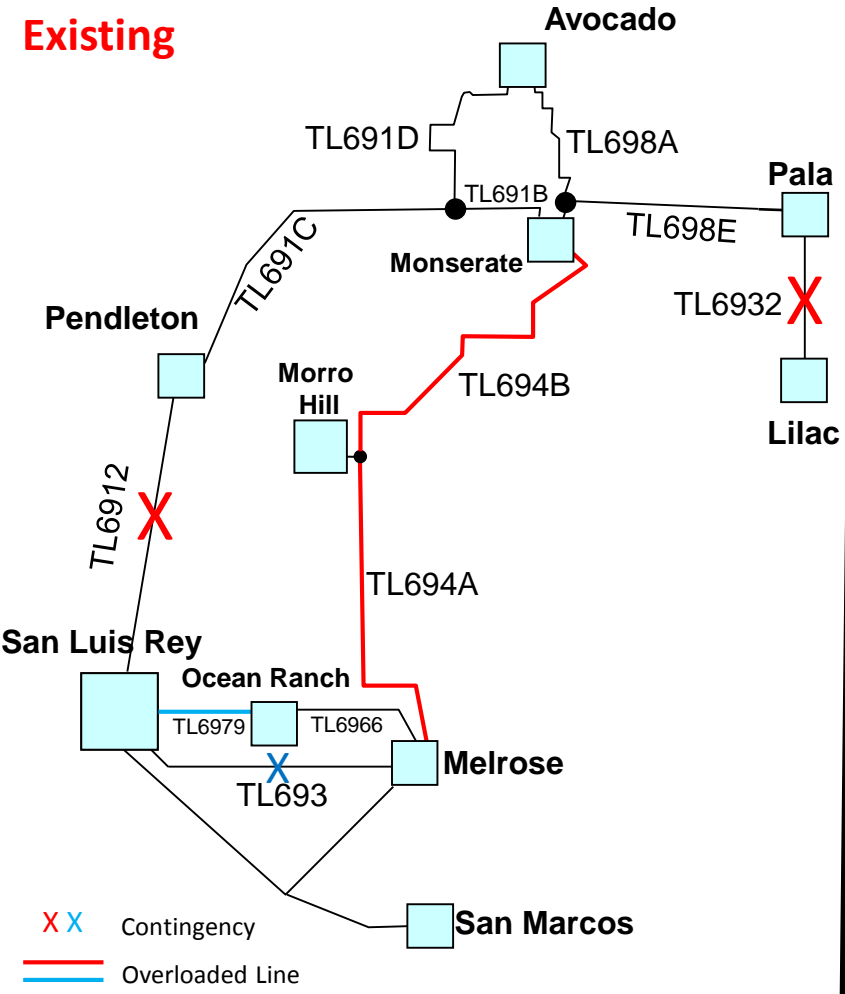 Existing
Avocado
TL691D
TL698A
TL691B
Pala
TL698E
Monserate
TL691C
TL6932
X
Pendleton
Morro
Hill
TL694B
Lilac
TL6912
X
TL694A
San Luis Rey
Ocean Ranch
TL6979
TL6966
Melrose
X
TL693
X X Contingency
San Marcos
Overloaded Line